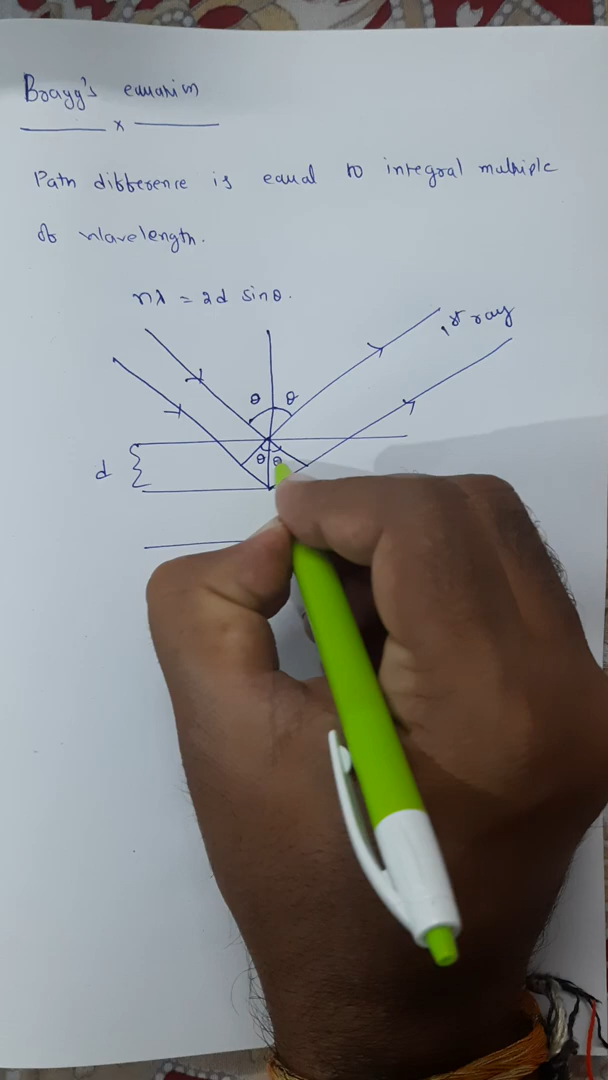 Bragg's equation
x
Path difference is equal to integral multiple
of wavelength.
nλ = 2d sinθ.
1st ray
θ θ
d
θ θ